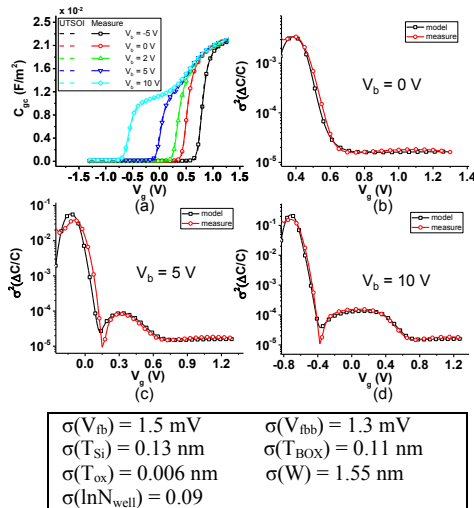 x 10⁻²
UTSOI Measure
V_b = -5 V
V_b = 0 V
V_b = 2 V
V_b = 5 V
V_b = 10 V
C_gc (F/m²)
2.1
1.8
1.5
1.2
0.9
0.6
0.3
0.0
-1.5 -1.0 -0.5 0.0 0.5 1.0
V_g (V)
(a)
model
measure
V_b = 0 V
σ²(ΔC/C)
10⁻²
10⁻³
10⁻⁴
10⁻⁵
0.4 0.6 0.8 1.0 1.2 1.4
V_g (V)
(b)
model
measure
V_b = 5 V
σ²(ΔC/C)
10⁻¹
10⁻²
10⁻³
10⁻⁴
10⁻⁵
0.0 0.3 0.6 0.9 1.2
V_g (V)
(c)
model
measure
V_b = 10 V
σ²(ΔC/C)
10⁻¹
10⁻²
10⁻³
10⁻⁴
10⁻⁵
-0.8 -0.4 0.0 0.4 0.8 1.2
V_g (V)
(d)
σ(V_fb) = 1.5 mV σ(V_fbb) = 1.3 mV
σ(T_Si) = 0.13 nm σ(T_BOX) = 0.11 nm
σ(T_ox) = 0.006 nm σ(W) = 1.55 nm
σ(lnN_well) = 0.09